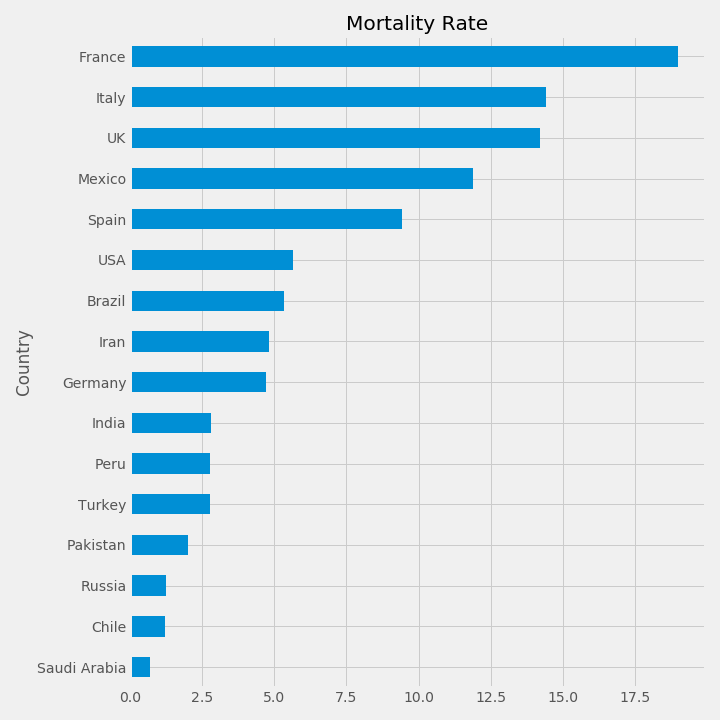 Mortality Rate
France
Italy
UK
Mexico
Spain
USA
Brazil
Iran
Germany
India
Peru
Turkey
Pakistan
Russia
Chile
Saudi Arabia
Country
0.0 2.5 5.0 7.5 10.0 12.5 15.0 17.5